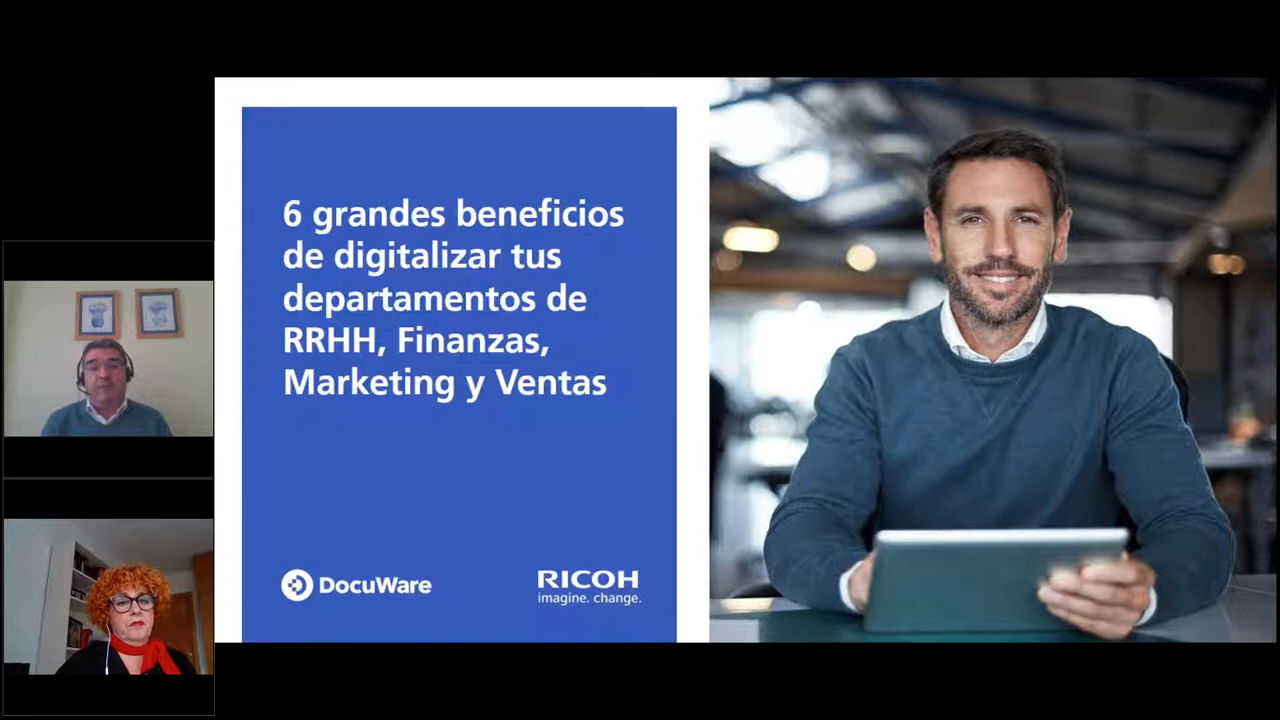 6 grandes beneficios
de digitalizar tus
departamentos de
RRHH, Finanzas,
Marketing y Ventas
DocuWare
RICOH
imagine. change.